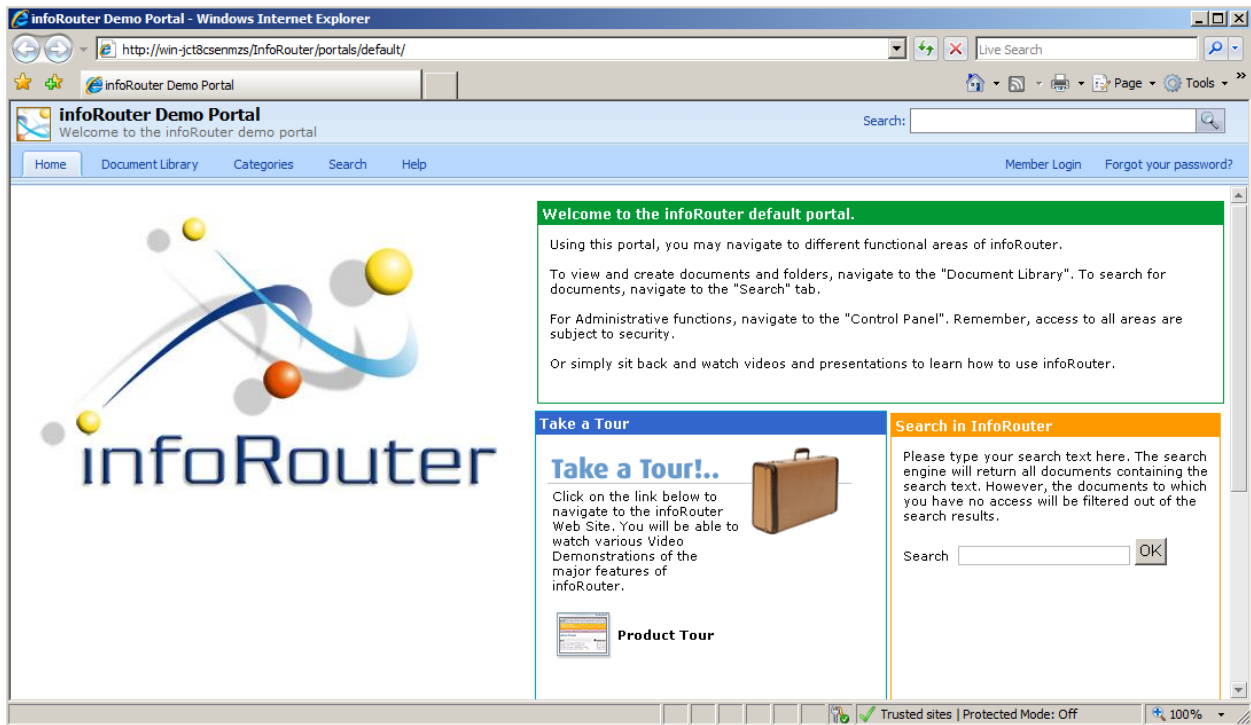 infoRouter Demo Portal - Windows Internet Explorer
http://win-jct8csenmzs/InfoRouter/portals/default/
Live Search
infoRouter Demo Portal
Page
Tools
infoRouter Demo Portal
Welcome to the infoRouter demo portal
Search:
Home
Document Library
Categories
Search
Help
Member Login
Forgot your password?
infoRouter
Welcome to the infoRouter default portal.
Using this portal, you may navigate to different functional areas of infoRouter.
To view and create documents and folders, navigate to the "Document Library". To search for
documents, navigate to the "Search" tab.
For Administrative functions, navigate to the "Control Panel". Remember, access to all areas are
subject to security.
Or simply sit back and watch videos and presentations to learn how to use infoRouter.
Take a Tour
Take a Tour!..
Click on the link below to
navigate to the infoRouter
Web Site. You will be able to
watch various Video
Demonstrations of the
major features of
infoRouter.
Product Tour
Search in InfoRouter
Please type your search text here. The search
engine will return all documents containing the
search text. However, the documents to which
you have no access will be filtered out of the
search results.
Search
OK
Trusted sites | Protected Mode: Off
100%